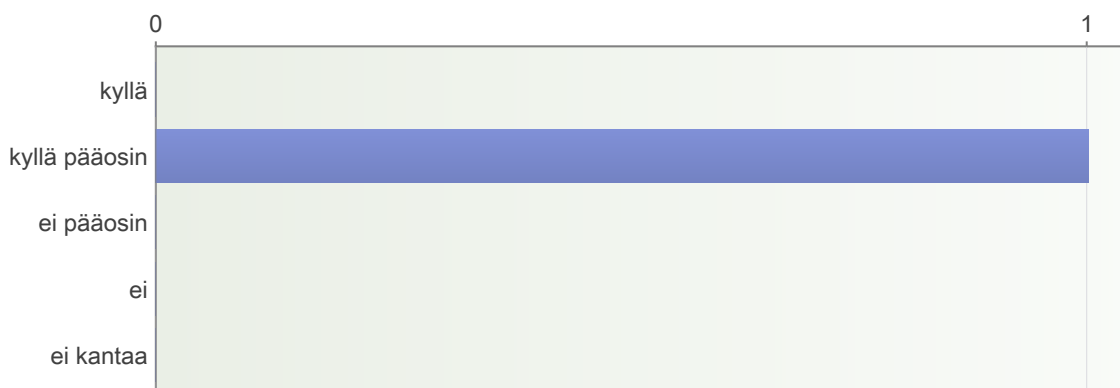 0 1
kyllä
kyllä pääosin
ei pääosin
ei
ei kantaa